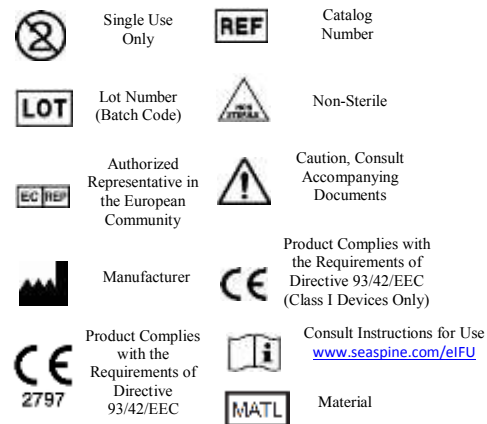 Single Use
Only
REF
Catalog
Number
LOT
Lot Number
(Batch Code)
NON
STERILE
Non-Sterile
EC REP
Authorized
Representative in
the European
Community
Caution, Consult
Accompanying
Documents
Manufacturer
CE
Product Complies with
the Requirements of
Directive 93/42/EEC
(Class I Devices Only)
CE
2797
Product Complies
with the
Requirements of
Directive
93/42/EEC
i
Consult Instructions for Use
www.seaspine.com/eIFU
MATL
Material